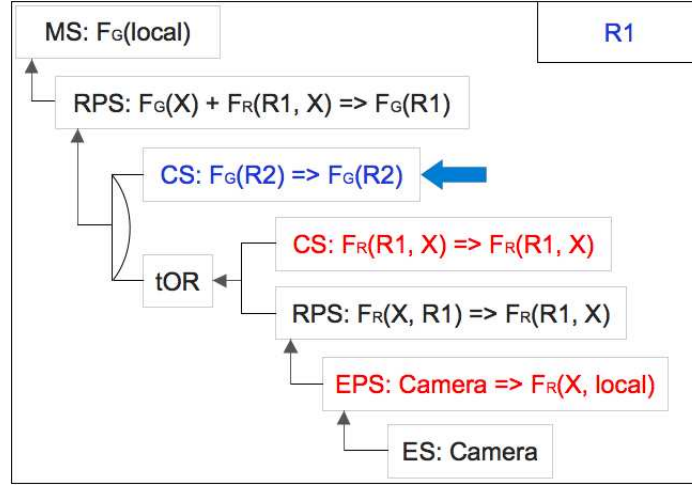 MS: FG(local)
R1
RPS: FG(X) + FR(R1, X) => FG(R1)
CS: FG(R2) => FG(R2)
CS: FR(R1, X) => FR(R1, X)
tOR
RPS: FR(X, R1) => FR(R1, X)
EPS: Camera => FR(X, local)
ES: Camera